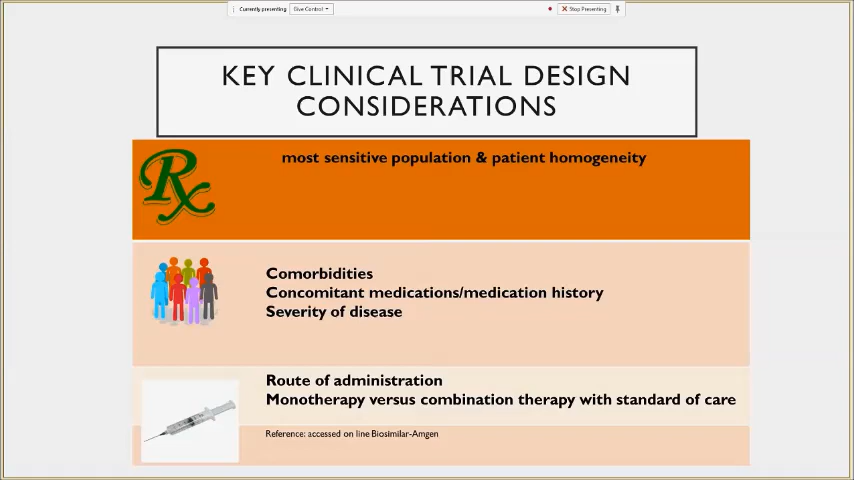 Currently presenting
Give Control
Stop Presenting
KEY CLINICAL TRIAL DESIGN
CONSIDERATIONS
Rx
most sensitive population & patient homogeneity
Comorbidities
Concomitant medications/medication history
Severity of disease
Route of administration
Monotherapy versus combination therapy with standard of care
Reference: accessed on line Biosimilar-Amgen